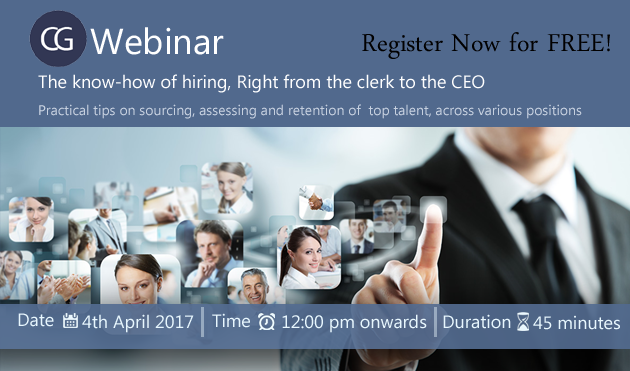 CG Webinar
Register Now for FREE!
The know-how of hiring, Right from the clerk to the CEO
Practical tips on sourcing, assessing and retention of top talent, across various positions
Date 4th April 2017 | Time 12:00 pm onwards | Duration 45 minutes